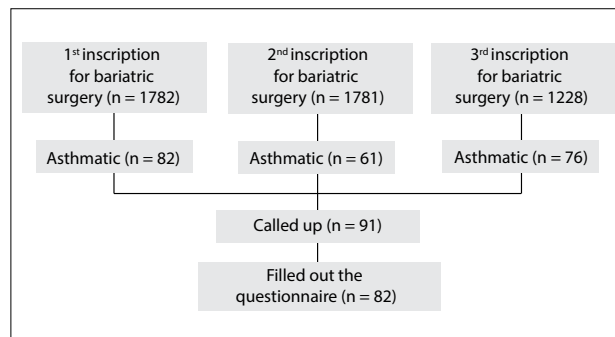 1st inscription
for bariatric
surgery (n = 1782)
2nd inscription
for bariatric
surgery (n = 1781)
3rd inscription
for bariatric
surgery (n = 1228)
Asthmatic (n = 82)
Asthmatic (n = 61)
Asthmatic (n = 76)
Called up (n = 91)
Filled out the
questionnaire (n = 82)